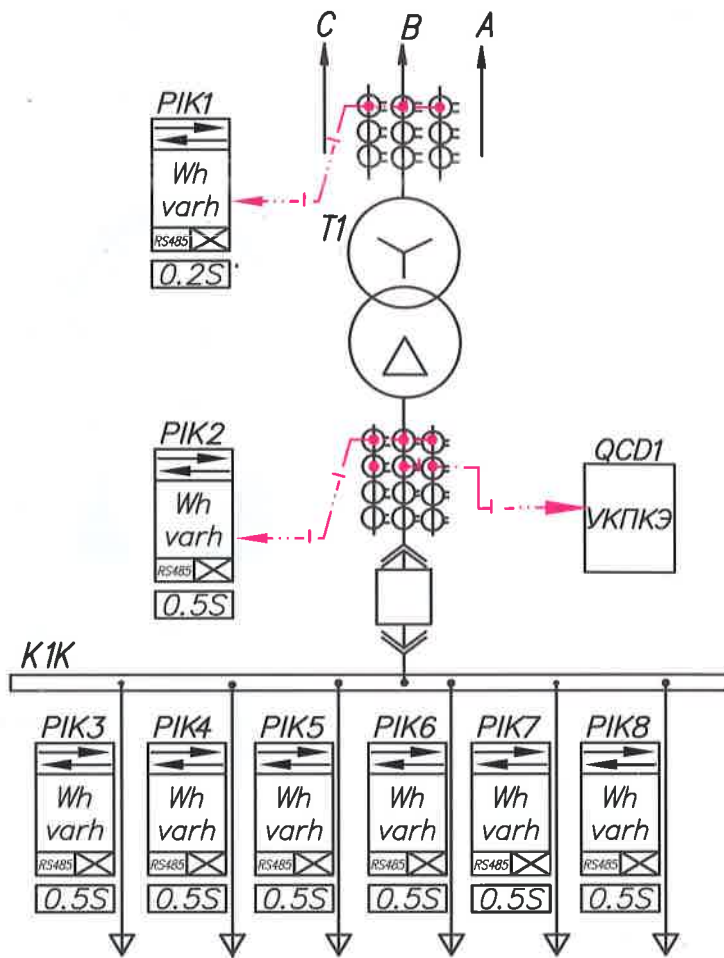 C B A
PIK1
Wh
varh
RS485
0.2S
T1
PIK2
Wh
varh
RS485
0.5S
QCD1
УКПКЭ
K1K
PIK3 PIK4 PIK5 PIK6 PIK7 PIK8
Wh Wh Wh Wh Wh Wh
varh varh varh varh varh varh
RS485 RS485 RS485 RS485 RS485 RS485
0.5S 0.5S 0.5S 0.5S 0.5S 0.5S